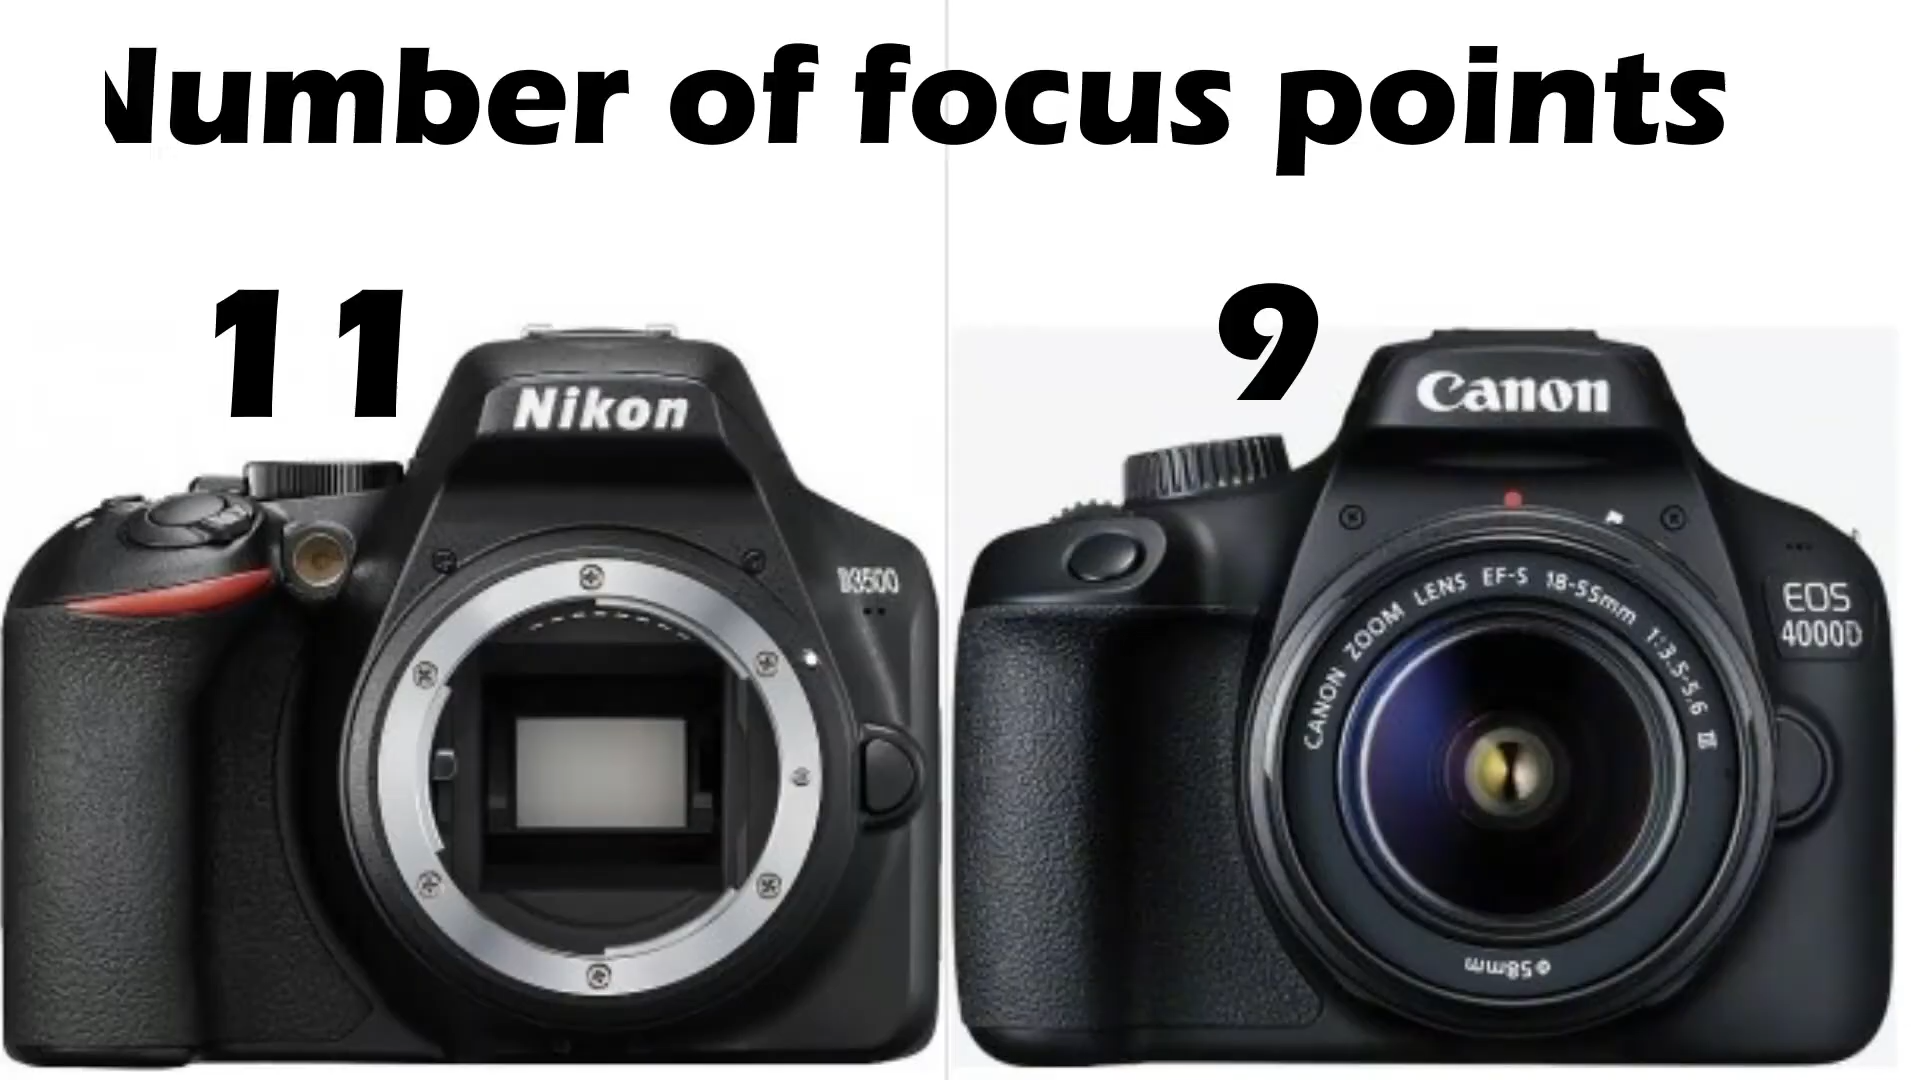 Number of focus points
11
9
Nikon
Canon
D3500
CANON ZOOM LENS EF-S 18-55mm 1:3.5-5.6 III
EOS
4000D
⌀58mm